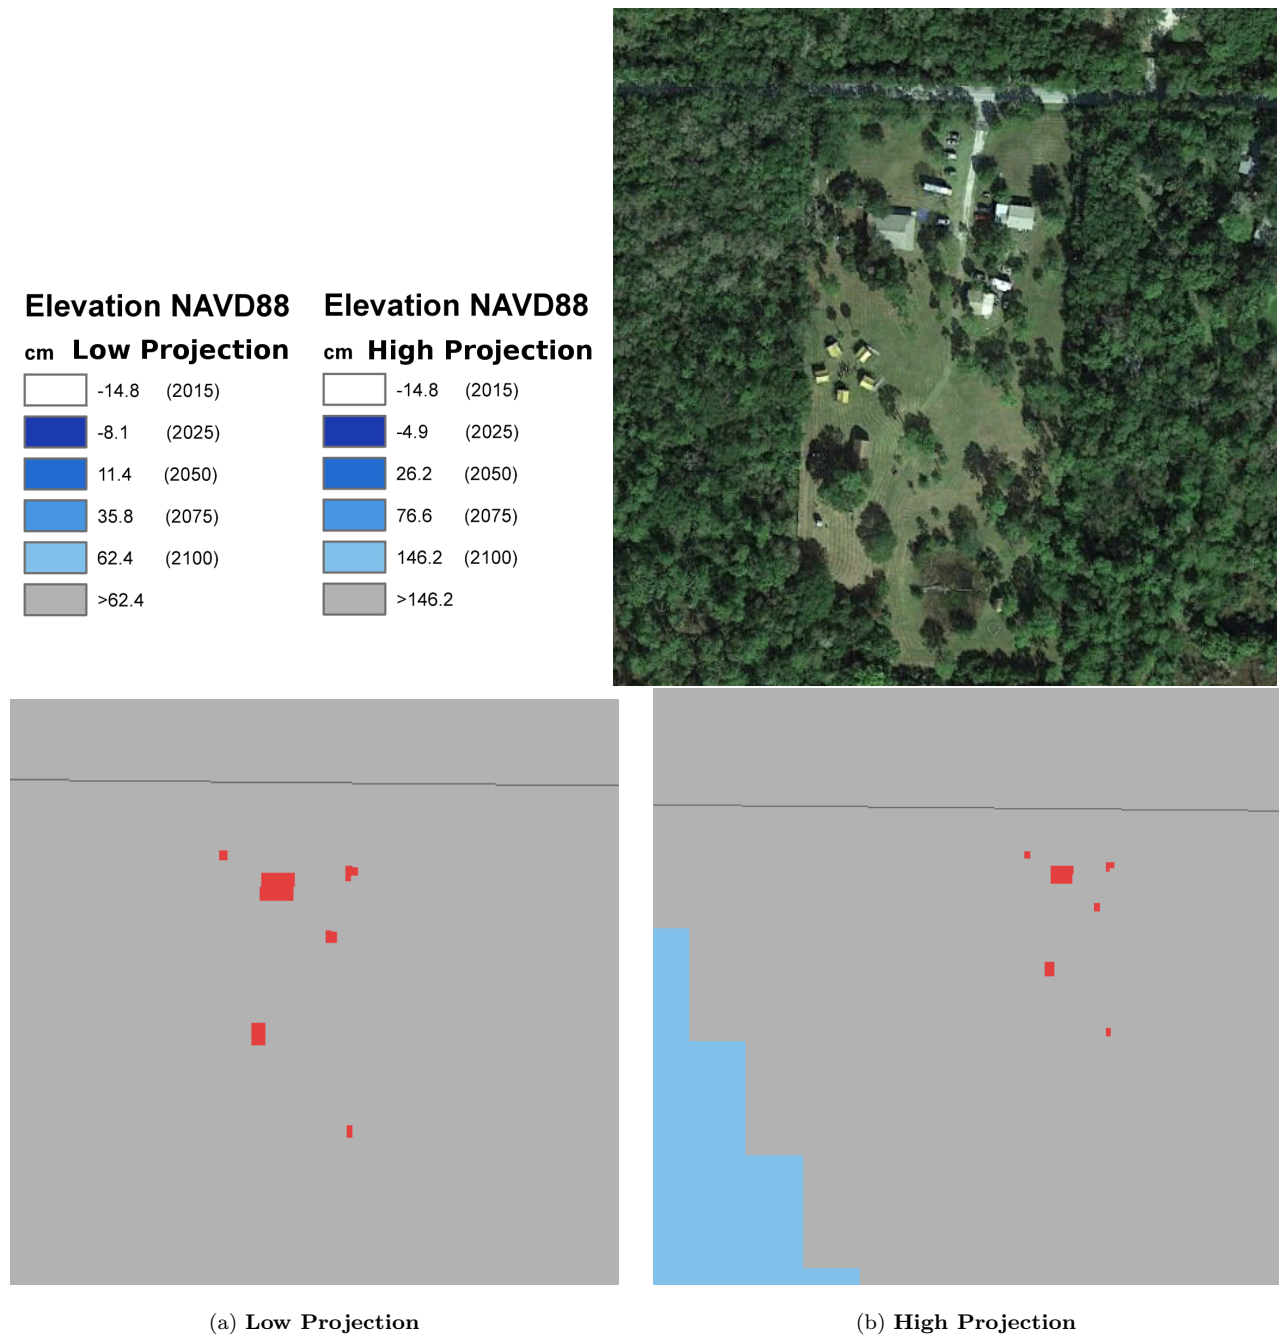 Elevation NAVD88
cm Low Projection
-14.8 (2015)
-8.1 (2025)
11.4 (2050)
35.8 (2075)
62.4 (2100)
>62.4
Elevation NAVD88
cm High Projection
-14.8 (2015)
-4.9 (2025)
26.2 (2050)
76.6 (2075)
146.2 (2100)
>146.2
(a) Low Projection
(b) High Projection